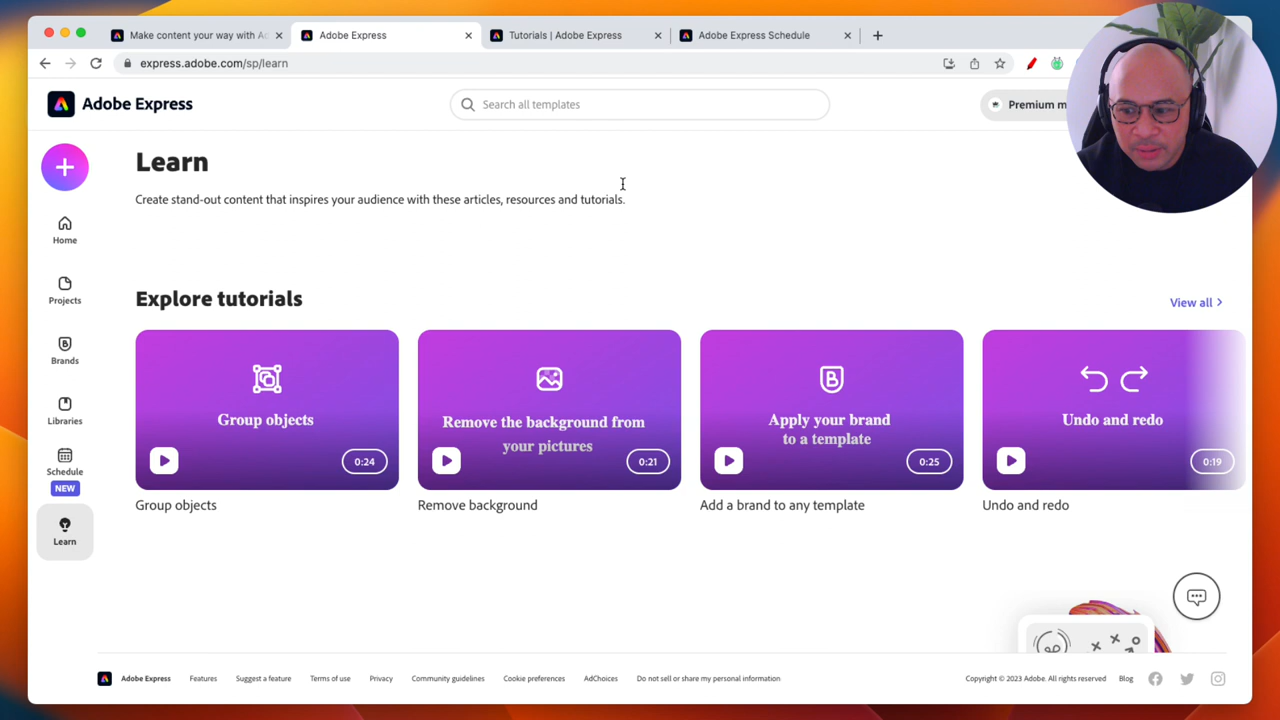 Make content your way with Ad
Adobe Express
Tutorials | Adobe Express
Adobe Express Schedule
express.adobe.com/sp/learn
Adobe Express
Search all templates
Premium m
Learn
Create stand-out content that inspires your audience with these articles, resources and tutorials.
Home
Projects
Brands
Libraries
Schedule
NEW
Learn
Explore tutorials
View all
Group objects
0:24
Group objects
Remove the background from
your pictures
0:21
Remove background
B
Apply your brand
to a template
0:25
Add a brand to any template
Undo and redo
0:19
Undo and redo
Adobe Express
Features
Suggest a feature
Terms of use
Privacy
Community guidelines
Cookie preferences
AdChoices
Do not sell or share my personal information
Copyright © 2023 Adobe. All rights reserved
Blog